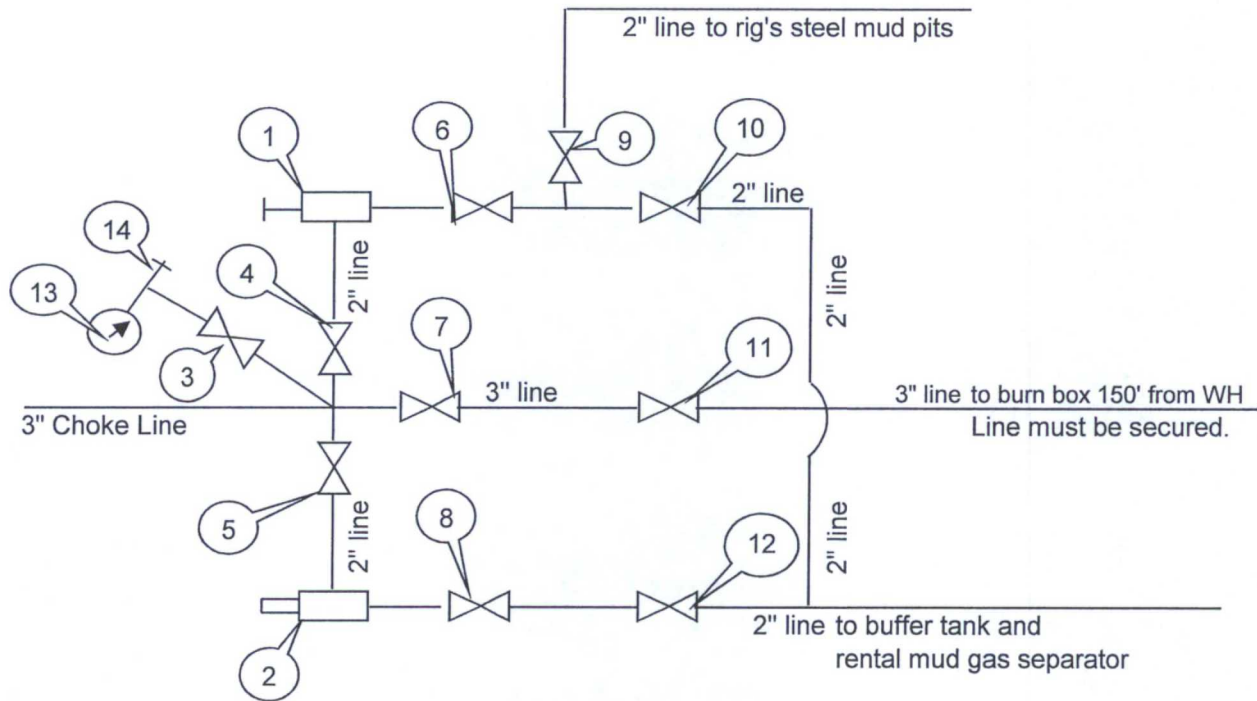 2" line to rig's steel mud pits
1
6
9
10
2" line
14
4
2" line
2" line
13
3
7
11
3" line
3" line to burn box 150' from WH
3" Choke Line
Line must be secured.
5
2" line
8
12
2" line
2
2" line to buffer tank and
rental mud gas separator